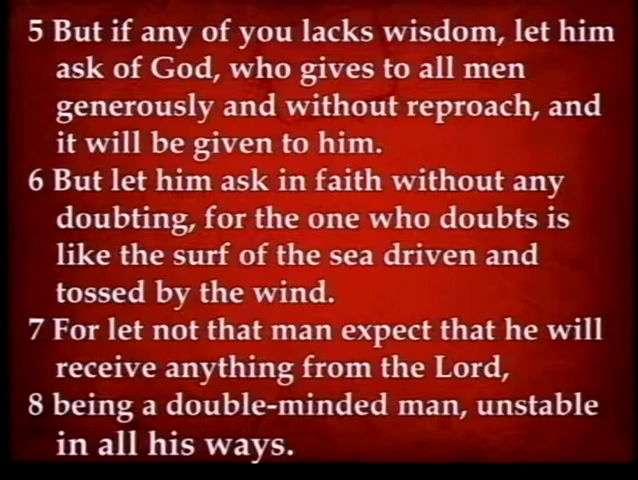 5 But if any of you lacks wisdom, let him
ask of God, who gives to all men
generously and without reproach, and
it will be given to him.
6 But let him ask in faith without any
doubting, for the one who doubts is
like the surf of the sea driven and
tossed by the wind.
7 For let not that man expect that he will
receive anything from the Lord,
8 being a double-minded man, unstable
in all his ways.